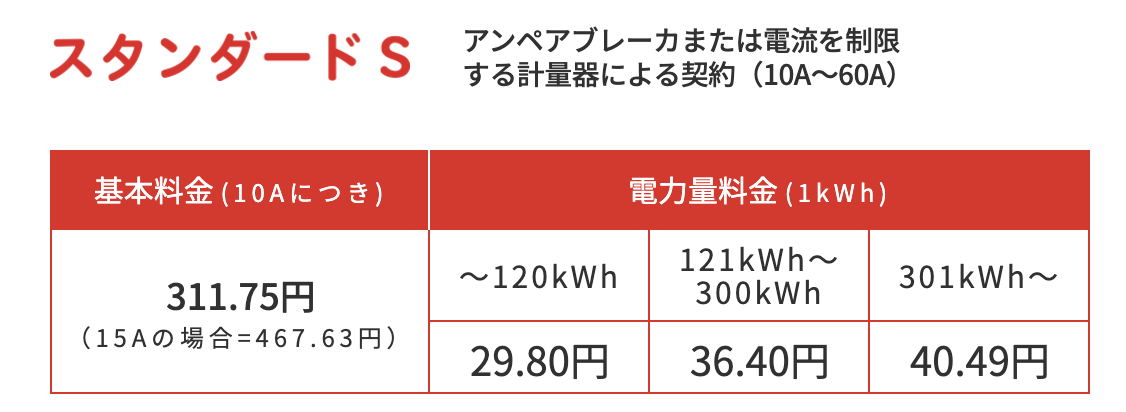 スタンダードS
アンペアブレーカまたは電流を制限
する計量器による契約（10A〜60A）
基本料金(10Aにつき)
電力量料金(1kWh)
311.75円
（15Aの場合=467.63円）
〜120kWh
121kWh〜
300kWh
301kWh〜
29.80円
36.40円
40.49円